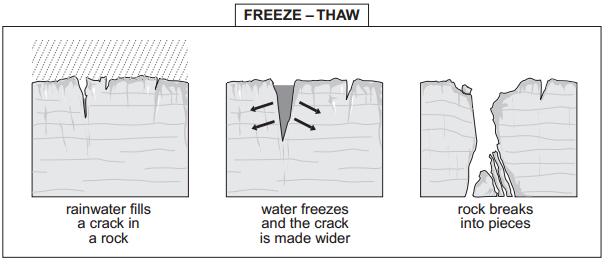 FREEZE – THAW
rainwater fills
a crack in
a rock
water freezes
and the crack
is made wider
rock breaks
into pieces